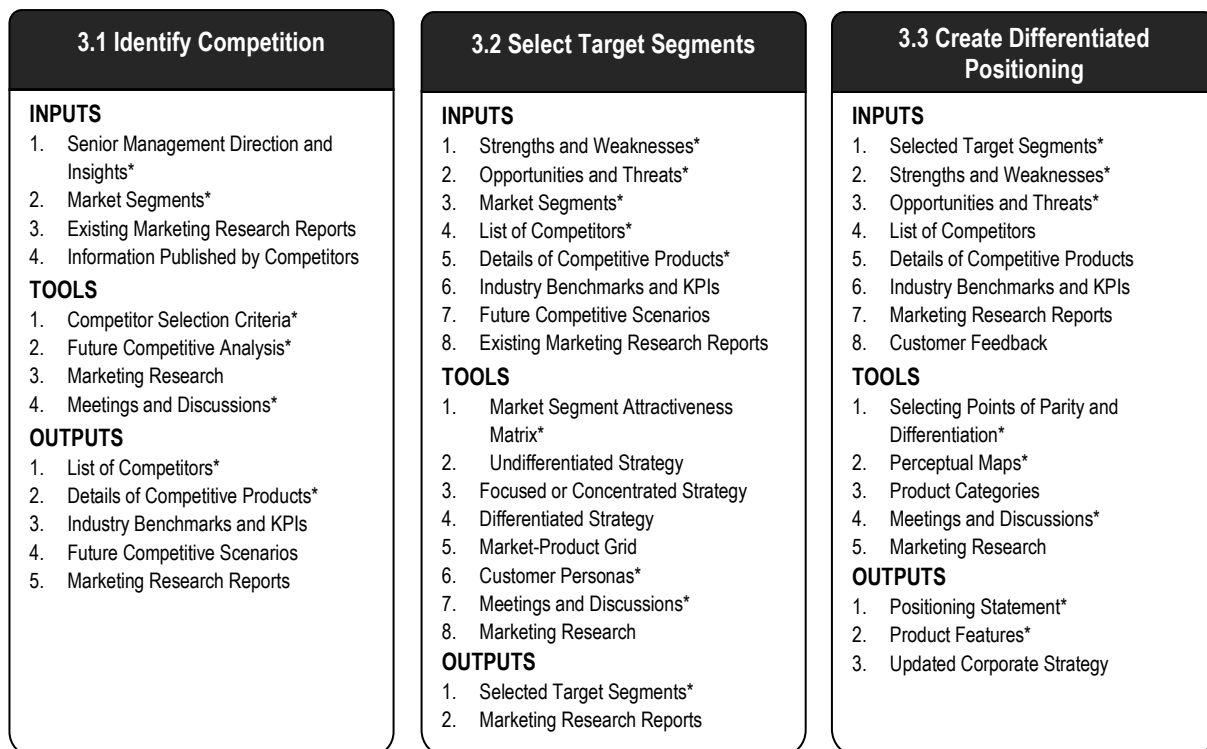 3.1 Identify Competition
INPUTS
1. Senior Management Direction and
Insights*
2. Market Segments*
3. Existing Marketing Research Reports
4. Information Published by Competitors
TOOLS
1. Competitor Selection Criteria*
2. Future Competitive Analysis*
3. Marketing Research
4. Meetings and Discussions*
OUTPUTS
1. List of Competitors*
2. Details of Competitive Products*
3. Industry Benchmarks and KPIs
4. Future Competitive Scenarios
5. Marketing Research Reports
3.2 Select Target Segments
INPUTS
1. Strengths and Weaknesses*
2. Opportunities and Threats*
3. Market Segments*
4. List of Competitors*
5. Details of Competitive Products*
6. Industry Benchmarks and KPIs
7. Future Competitive Scenarios
8. Existing Marketing Research Reports
TOOLS
1. Market Segment Attractiveness
Matrix*
2. Undifferentiated Strategy
3. Focused or Concentrated Strategy
4. Differentiated Strategy
5. Market-Product Grid
6. Customer Personas*
7. Meetings and Discussions*
8. Marketing Research
OUTPUTS
1. Selected Target Segments*
2. Marketing Research Reports
3.3 Create Differentiated
Positioning
INPUTS
1. Selected Target Segments*
2. Strengths and Weaknesses*
3. Opportunities and Threats*
4. List of Competitors
5. Details of Competitive Products
6. Industry Benchmarks and KPIs
7. Marketing Research Reports
8. Customer Feedback
TOOLS
1. Selecting Points of Parity and
Differentiation*
2. Perceptual Maps*
3. Product Categories
4. Meetings and Discussions*
5. Marketing Research
OUTPUTS
1. Positioning Statement*
2. Product Features*
3. Updated Corporate Strategy